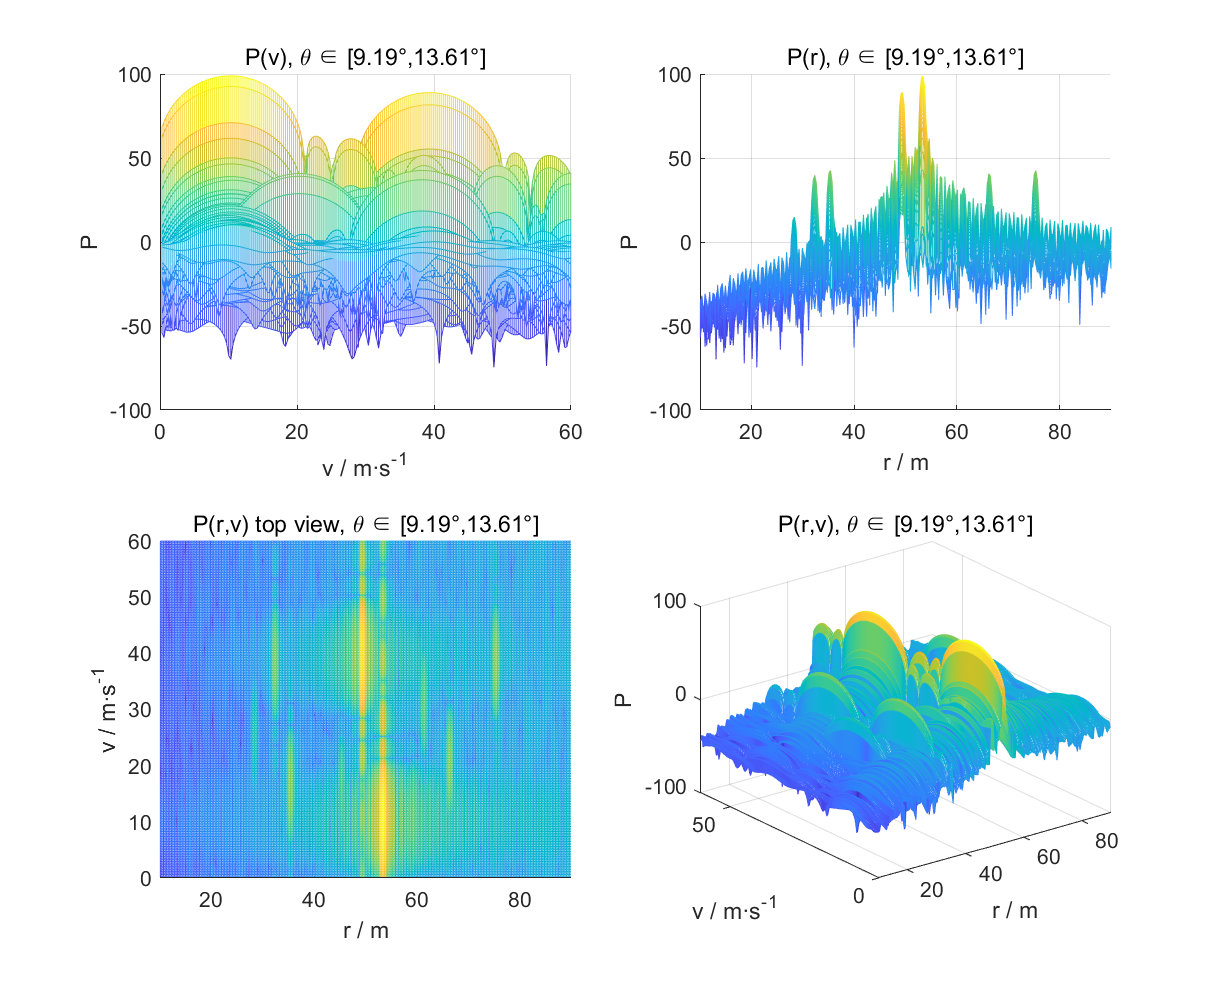 P(v), θ ∈ [9.19°,13.61°]
100
50
0
-50
-100
P
0
20
40
60
v / m·s⁻¹
P(r), θ ∈ [9.19°,13.61°]
100
50
0
-50
-100
P
20
40
60
80
r / m
P(r,v) top view, θ ∈ [9.19°,13.61°]
60
50
40
30
20
10
0
v / m·s⁻¹
20
40
60
80
r / m
P(r,v), θ ∈ [9.19°,13.61°]
100
0
-100
P
50
0
v / m·s⁻¹
20
40
60
80
r / m